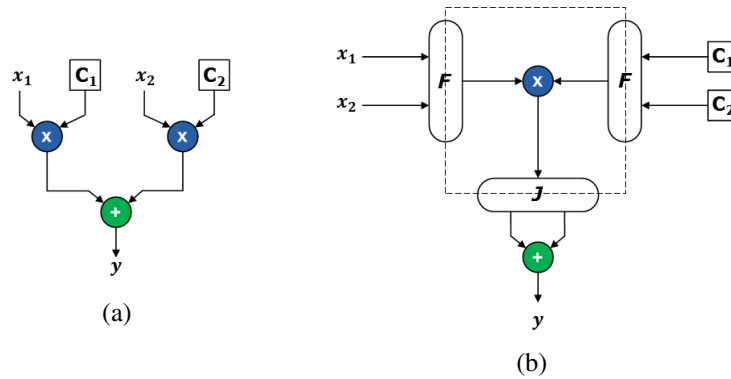 x₁ C₁ x₂ C₂
x x
+
y
(a)
x₁ F x F C₁
x₂ C₂
J
+
y
(b)